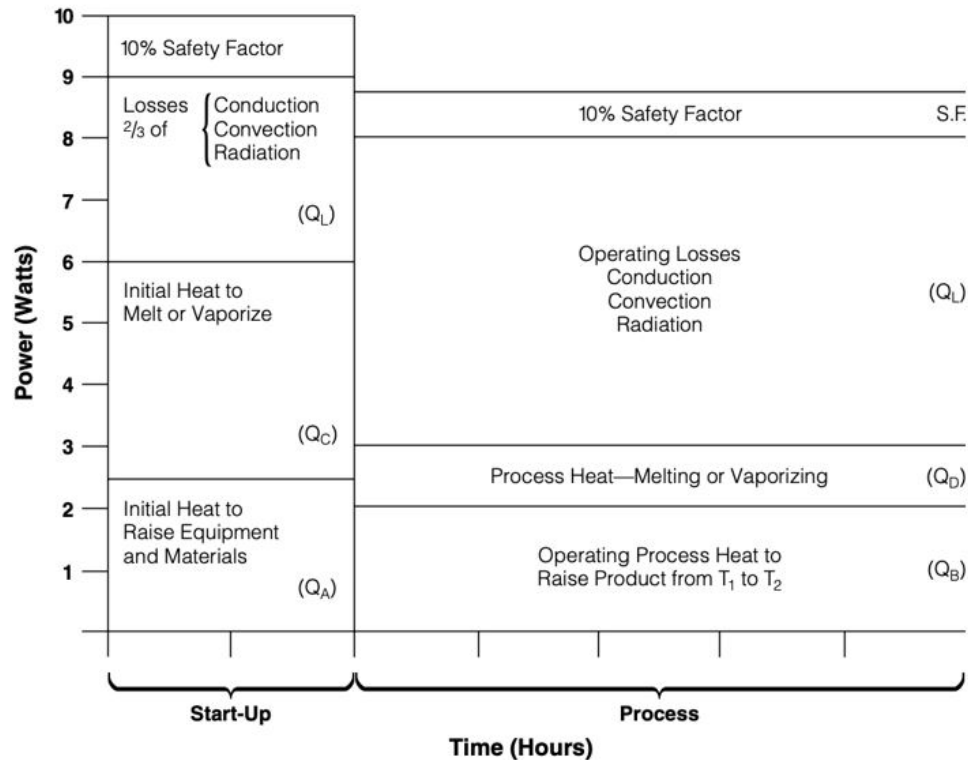 10
9
8
7
6
5
4
3
2
1
Power (Watts)
10% Safety Factor
Losses
2/3 of
Conduction
Convection
Radiation
(QL)
Initial Heat to
Melt or Vaporize
(QC)
Initial Heat to
Raise Equipment
and Materials
(QA)
10% Safety Factor S.F.
Operating Losses
Conduction
Convection
Radiation
(QL)
Process Heat—Melting or Vaporizing (QD)
Operating Process Heat to
Raise Product from T1 to T2
(QB)
Start-Up
Process
Time (Hours)